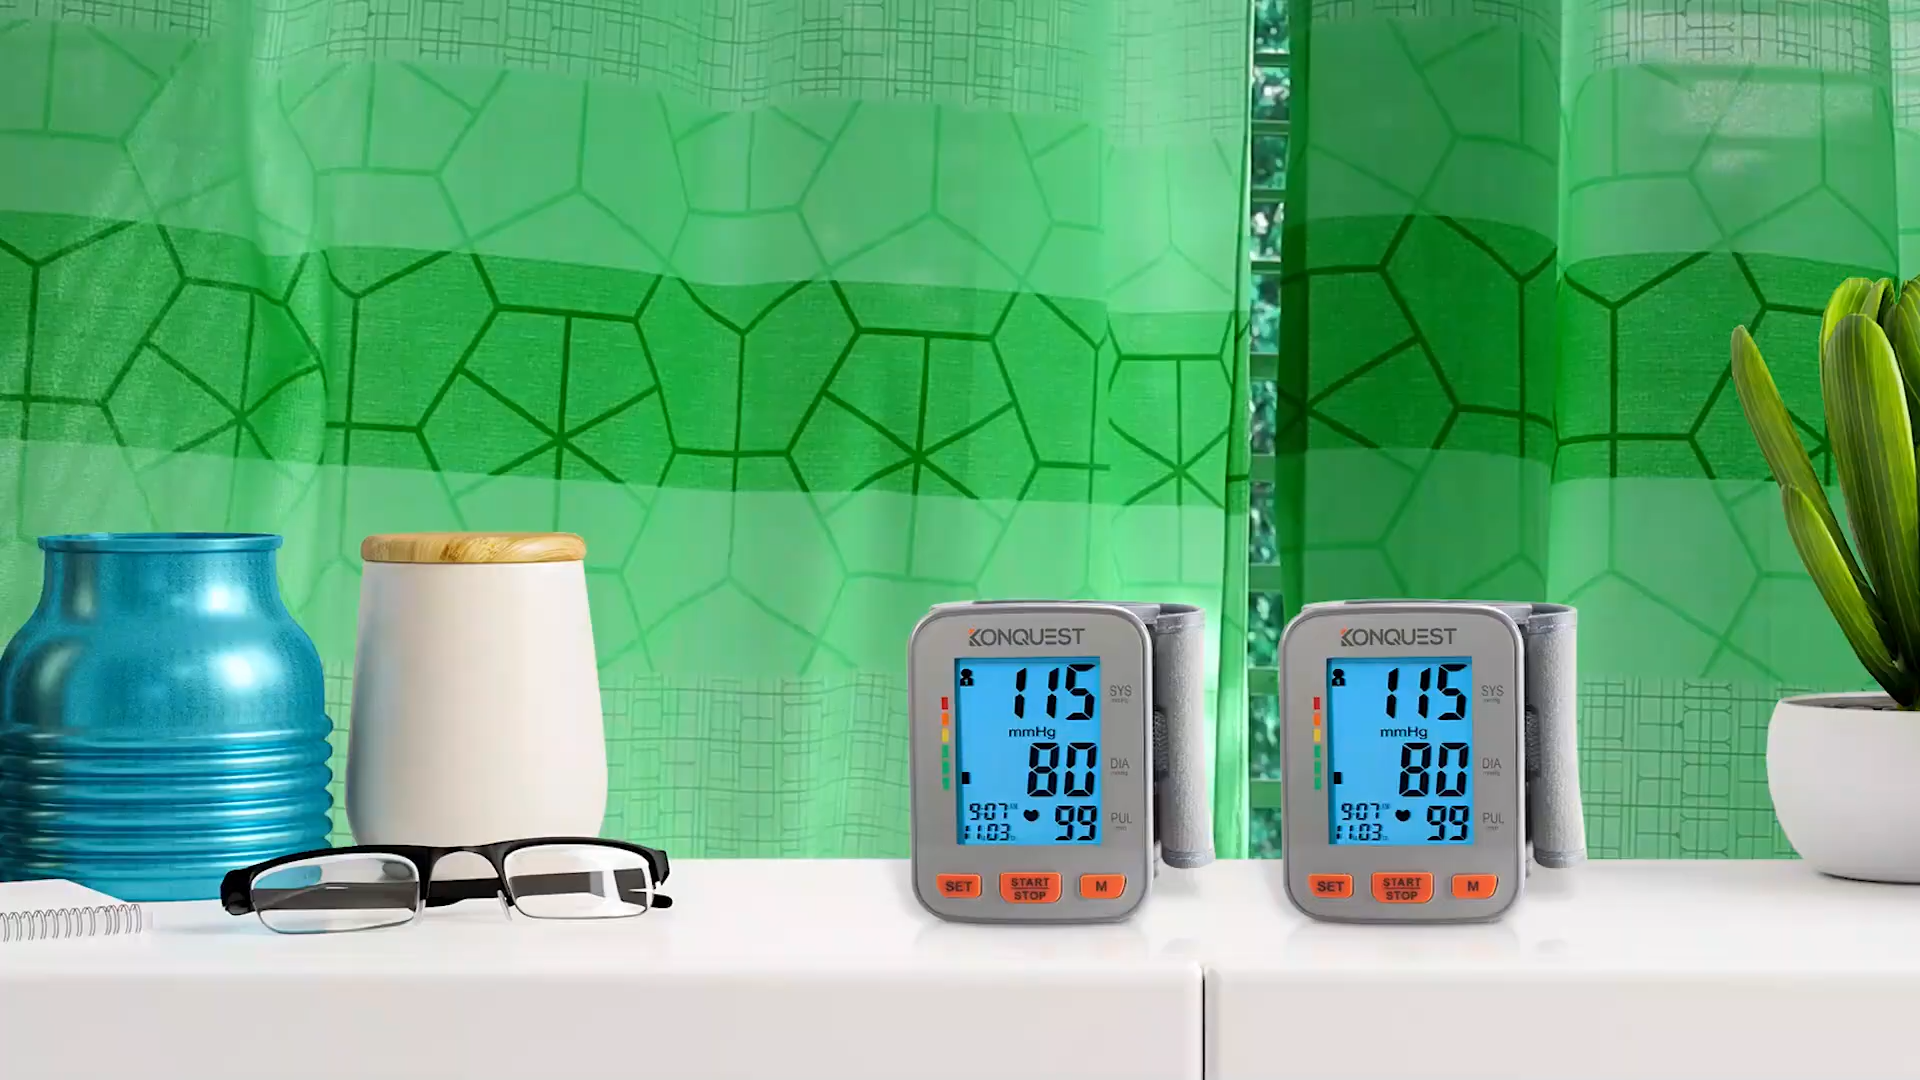 KONQUEST
115
SYS
mmHg
80
DIA
9:07
99
PUL
11.03
SET
START
STOP
M
KONQUEST
115
SYS
mmHg
80
DIA
9:07
99
PUL
11.03
SET
START
STOP
M